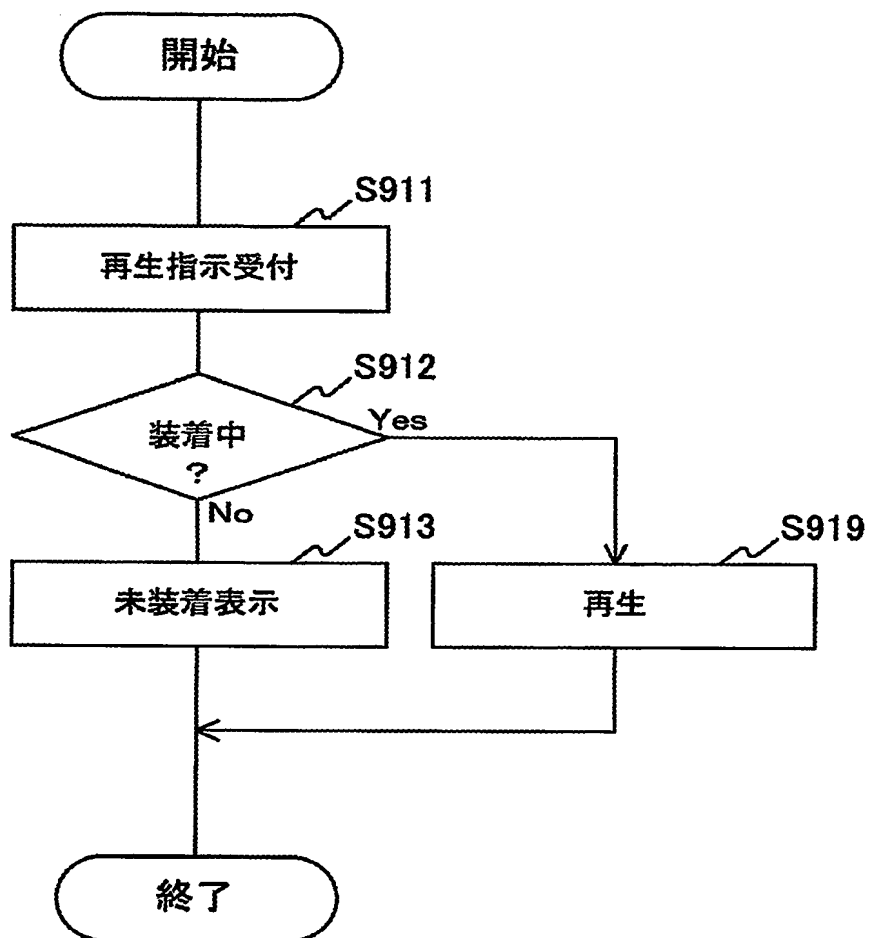 開始
S911
再生指示受付
S912
装着中
?
Yes
No
S913
未装着表示
S919
再生
終了